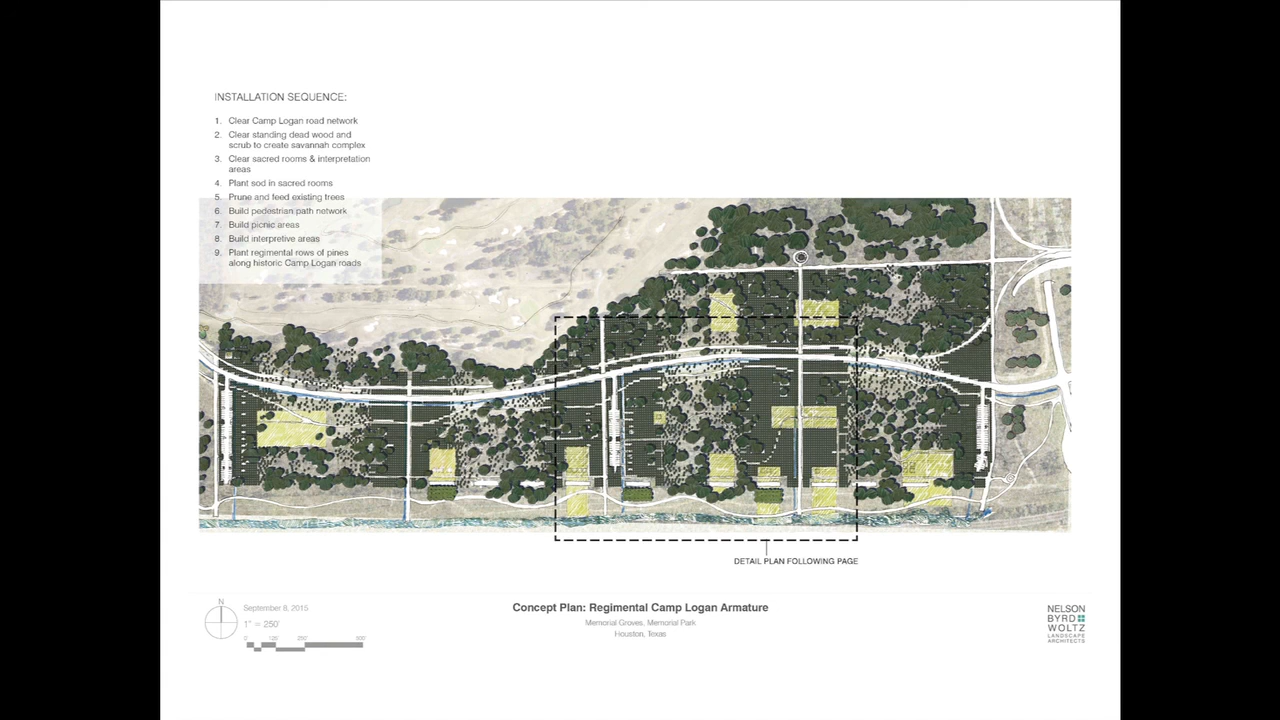 INSTALLATION SEQUENCE:
1. Clear Camp Logan road network
2. Clear standing dead wood and
scrub to create savannah complex
3. Clear sacred rooms & interpretation
areas
4. Plant sod in sacred rooms
5. Prune and feed existing trees
6. Build pedestrian path network
7. Build picnic areas
8. Build interpretive areas
9. Plant regimental rows of pines
along historic Camp Logan roads
DETAIL PLAN FOLLOWING PAGE
N
September 8, 2015
1" = 250'
0 125 250'
Concept Plan: Regimental Camp Logan Armature
Memorial Groves, Memorial Park
Houston, Texas
NELSON
BYRD
WOLTZ
LANDSCAPE
ARCHITECTS